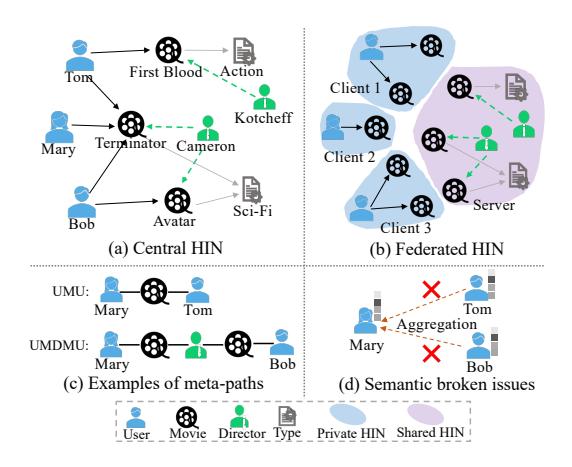 Tom
First Blood
Action
Kotcheff
Mary
Terminator
Cameron
Bob
Avatar
Sci-Fi
(a) Central HIN
Client 1
Client 2
Client 3
Server
(b) Federated HIN
UMU:
Mary
Tom
UMDMU:
Mary
Bob
(c) Examples of meta-paths
Tom
Aggregation
Mary
Bob
(d) Semantic broken issues
User
Movie
Director
Type
Private HIN
Shared HIN